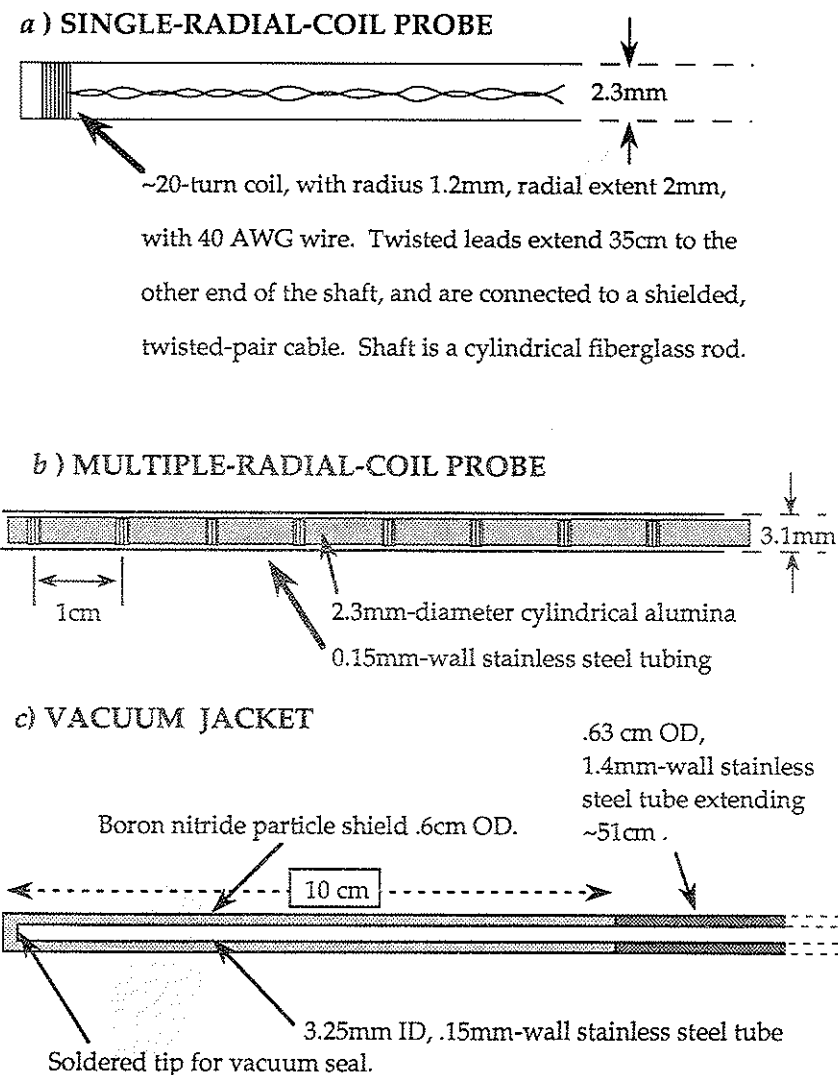 a ) SINGLE-RADIAL-COIL PROBE
2.3mm
~20-turn coil, with radius 1.2mm, radial extent 2mm,
with 40 AWG wire. Twisted leads extend 35cm to the
other end of the shaft, and are connected to a shielded,
twisted-pair cable. Shaft is a cylindrical fiberglass rod.
b ) MULTIPLE-RADIAL-COIL PROBE
3.1mm
1cm
2.3mm-diameter cylindrical alumina
0.15mm-wall stainless steel tubing
c) VACUUM JACKET
.63 cm OD,
1.4mm-wall stainless
steel tube extending
~51cm .
Boron nitride particle shield .6cm OD.
10 cm
3.25mm ID, .15mm-wall stainless steel tube
Soldered tip for vacuum seal.